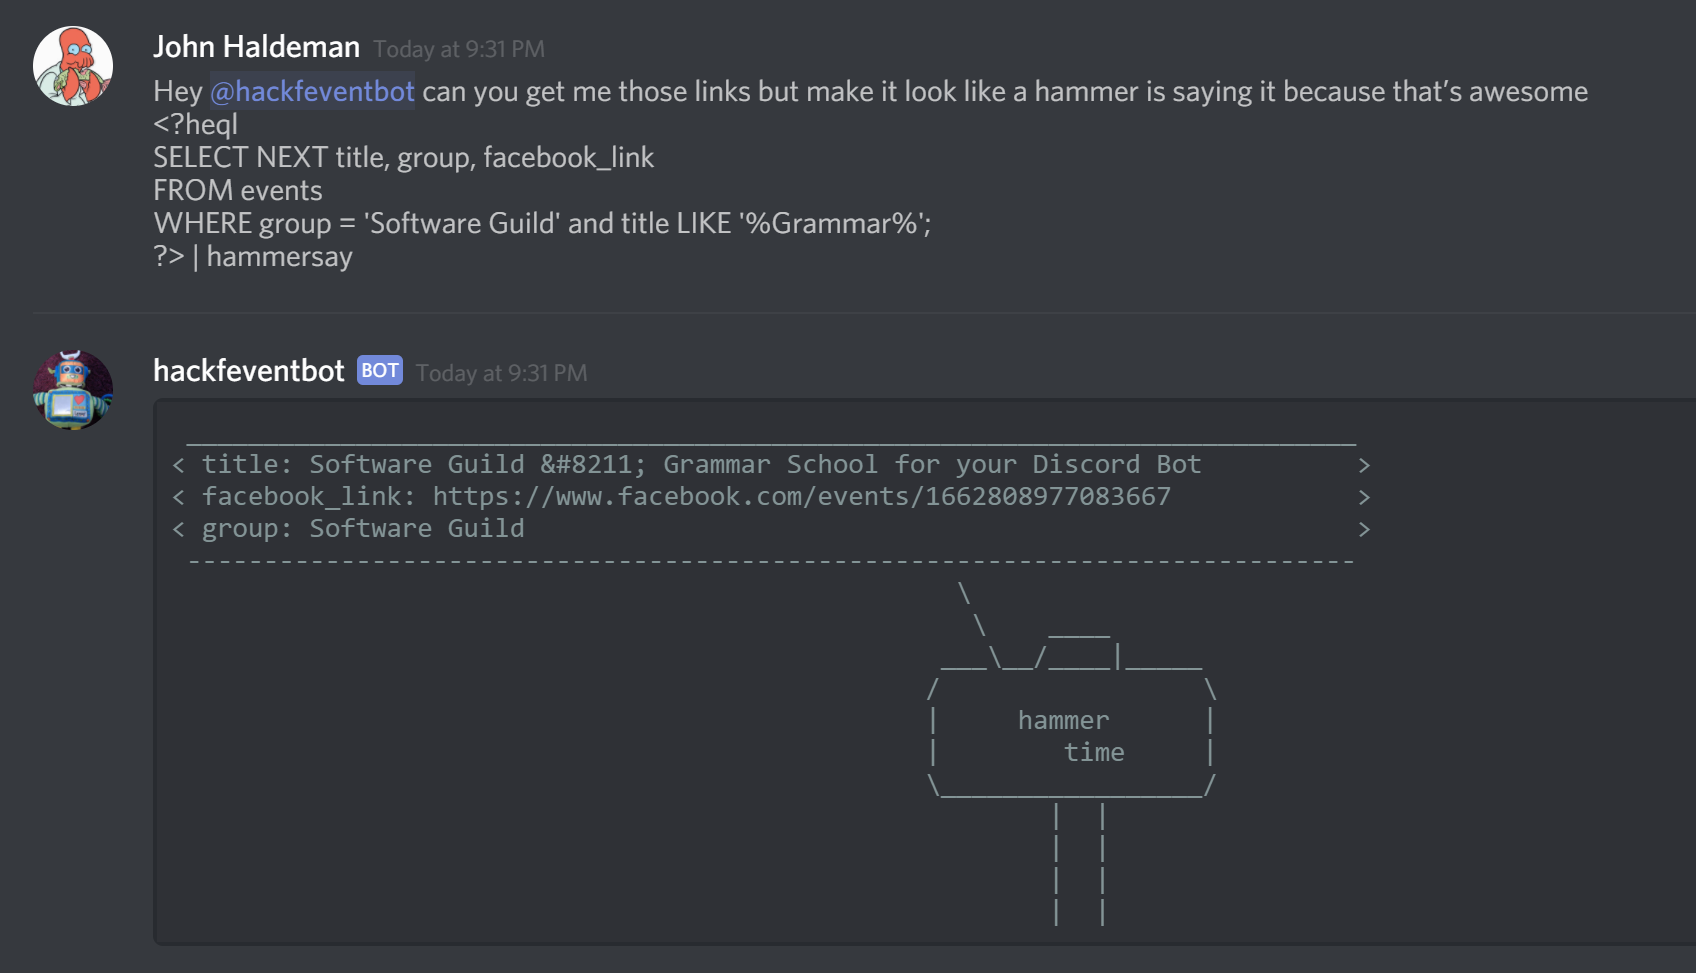 John Haldeman Today at 9:31 PM
Hey @hackfeventbot can you get me those links but make it look like a hammer is saying it because that’s awesome
<?heql
SELECT NEXT title, group, facebook_link
FROM events
WHERE group = 'Software Guild' and title LIKE '%Grammar%';
?> | hammersay
hackfeventbot BOT Today at 9:31 PM
< title: Software Guild &#8211; Grammar School for your Discord Bot >
< facebook_link: https://www.facebook.com/events/1662808977083667 >
< group: Software Guild >
hammer
time